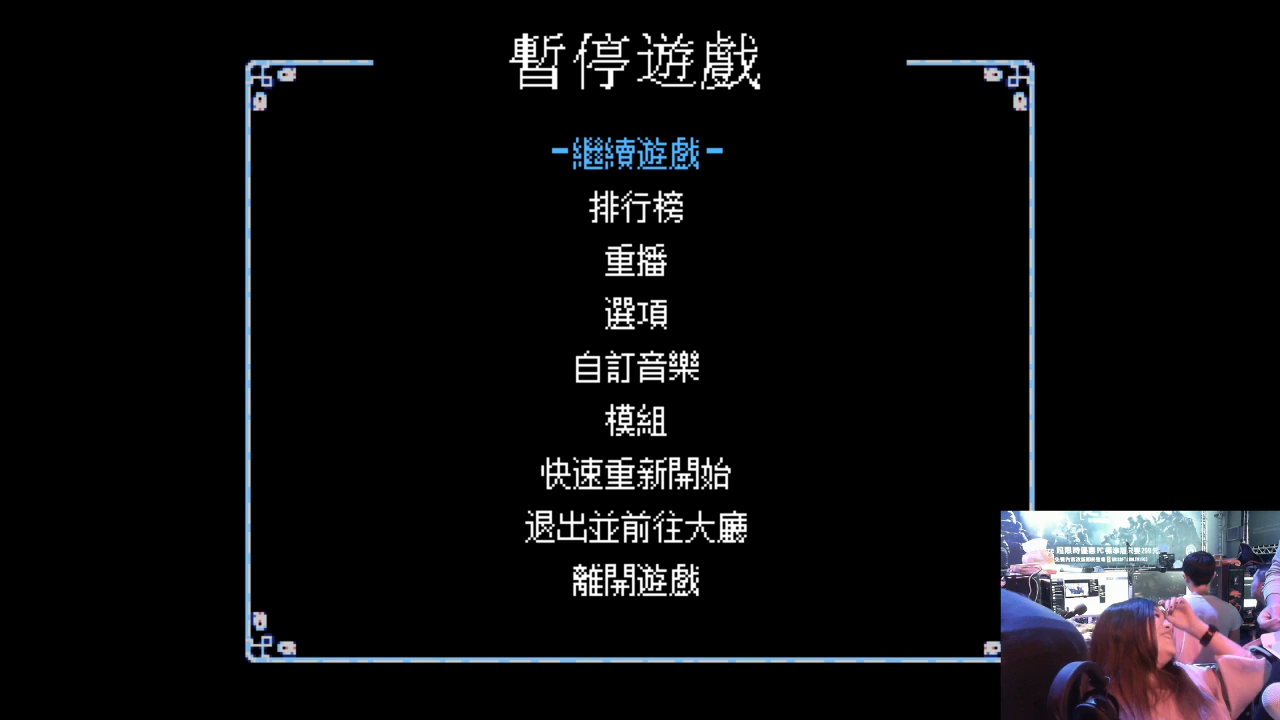 暫停遊戲
-繼續遊戲-
排行榜
重播
選項
自訂音樂
模組
快速重新開始
退出並前往大廳
離開遊戲